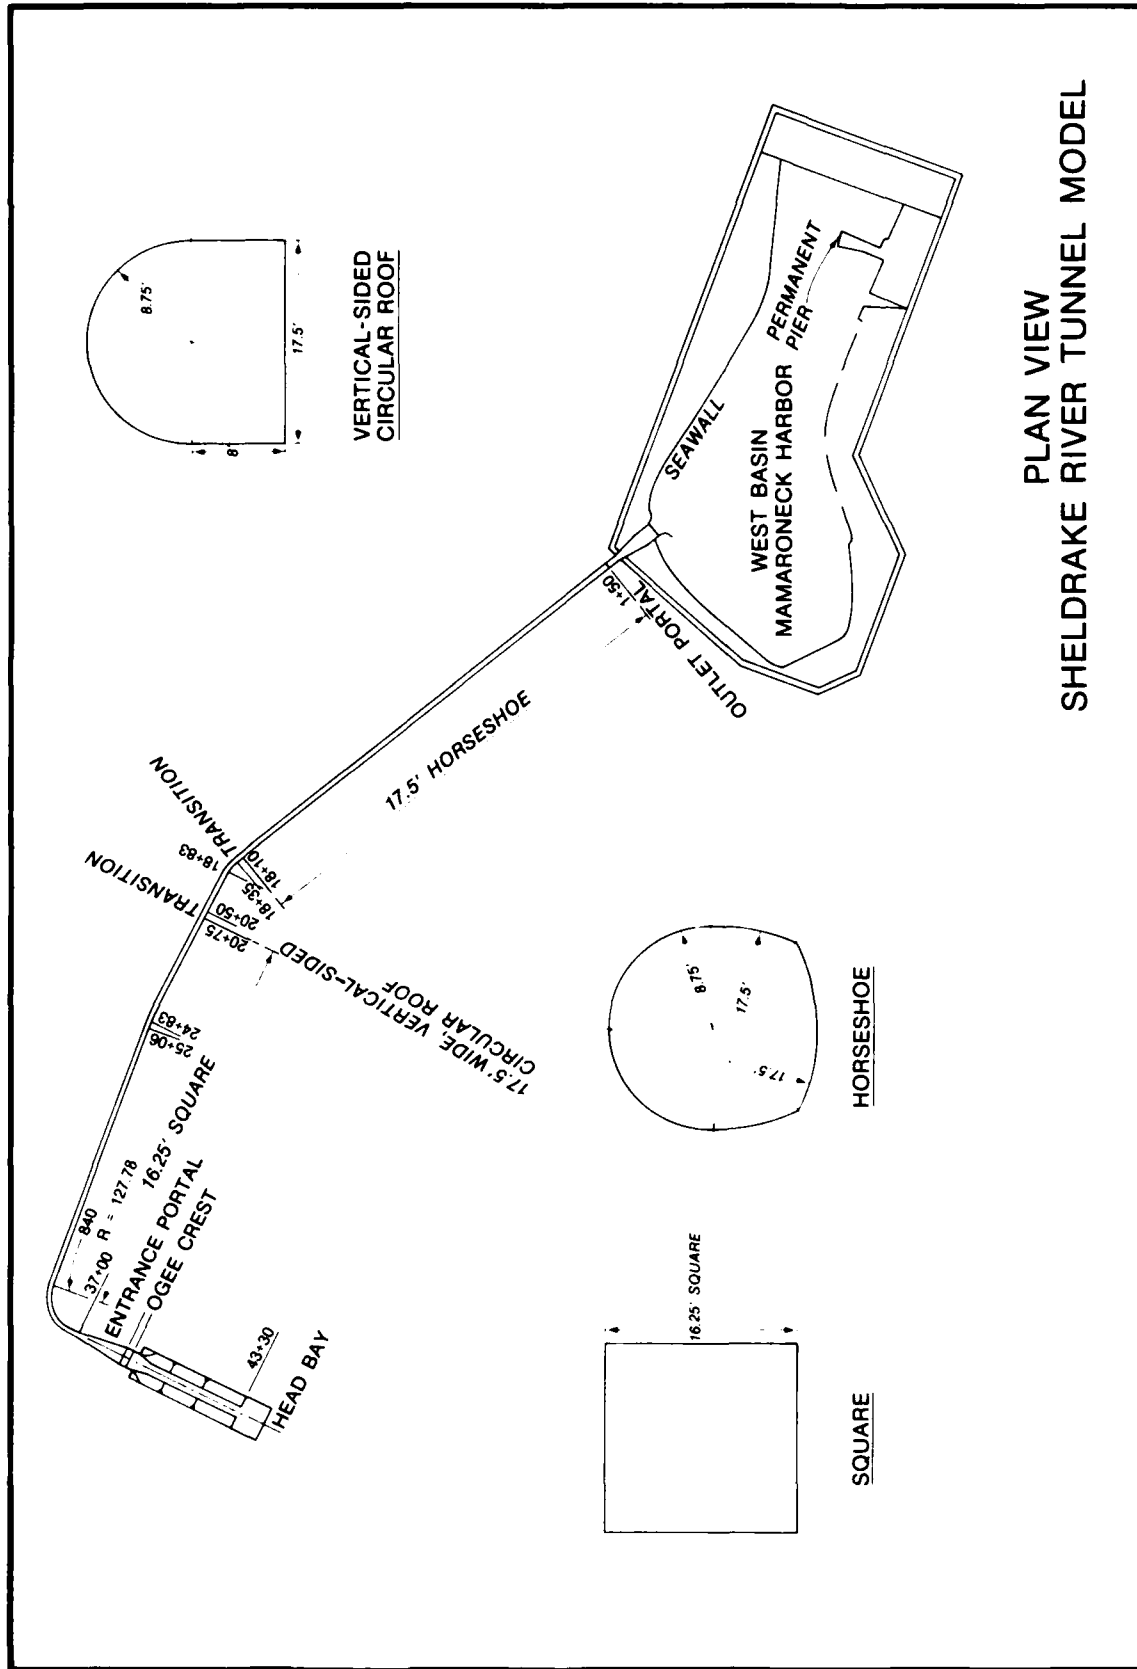 HEAD BAY
43+30
OGEE CREST
ENTRANCE PORTAL
37+00
R = 127.78
840
16.25' SQUARE
25+06
24+83
17.5' WIDE, VERTICAL-SIDED
CIRCULAR ROOF
20+75
20+50
TRANSITION
18+83
18+35
18+10
TRANSITION
17.5' HORSESHOE
1+50
OUTLET PORTAL
SEAWALL
WEST BASIN
MAMARONECK HARBOR
PERMANENT
PIER
8.75'
8'
17.5'
VERTICAL-SIDED
CIRCULAR ROOF
16.25' SQUARE
SQUARE
8.75'
17.5'
17.5'
HORSESHOE
PLAN VIEW
SHELDRAKE RIVER TUNNEL MODEL